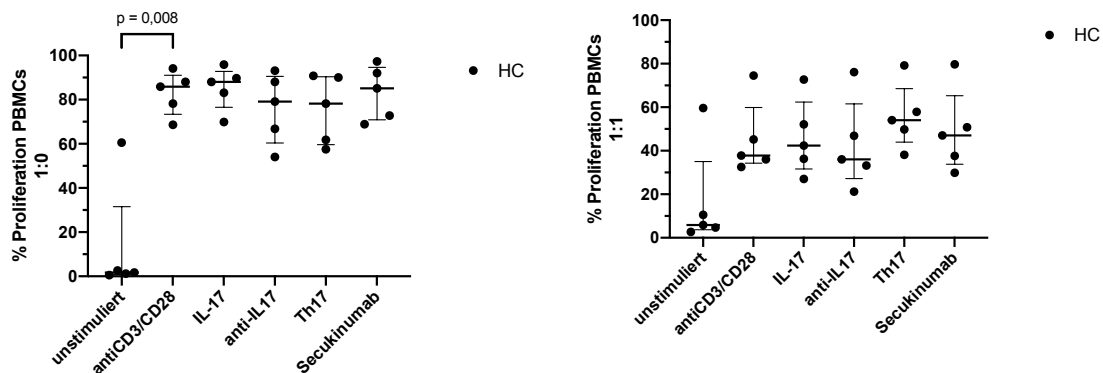 p = 0,008
% Proliferation PBMCs
1:0
100
80
60
40
20
0
unstimuliert
antiCD3/CD28
IL-17
anti-IL17
Th17
Secukinumab
HC
% Proliferation PBMCs
1:1
100
80
60
40
20
0
unstimuliert
antiCD3/CD28
IL-17
anti-IL17
Th17
Secukinumab
HC